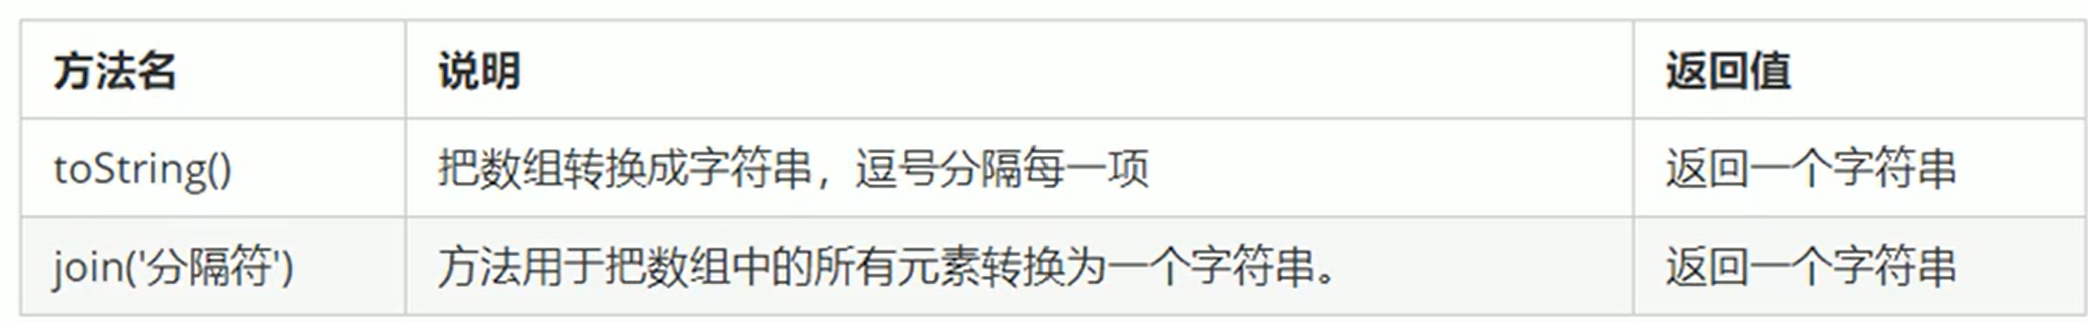 方法名 说明 返回值
toString() 把数组转换成字符串，逗号分隔每一项 返回一个字符串
join('分隔符') 方法用于把数组中的所有元素转换为一个字符串。 返回一个字符串